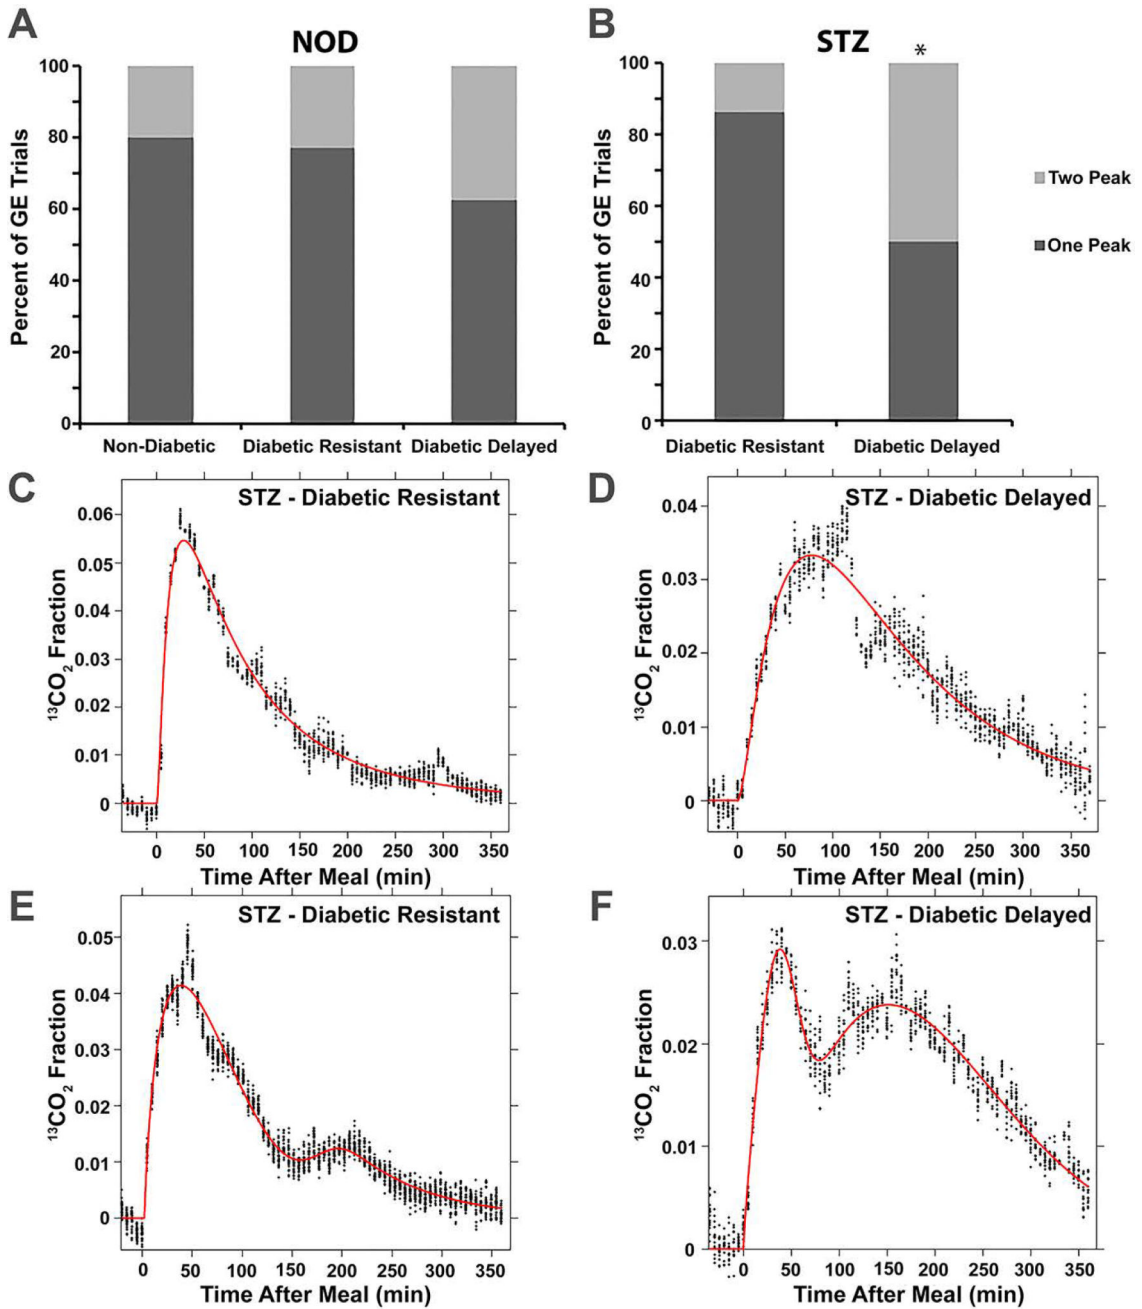 A
NOD
Percent of GE Trials
100
80
60
40
20
0
Non-Diabetic
Diabetic Resistant
Diabetic Delayed
B
STZ
*
Percent of GE Trials
100
80
60
40
20
0
Diabetic Resistant
Diabetic Delayed
Two Peak
One Peak
C
STZ - Diabetic Resistant
¹³CO₂ Fraction
0.06
0.05
0.04
0.03
0.02
0.01
0
0 50 100 150 200 250 300 350
Time After Meal (min)
D
STZ - Diabetic Delayed
¹³CO₂ Fraction
0.04
0.03
0.02
0.01
0
0 50 100 150 200 250 300 350
Time After Meal (min)
E
STZ - Diabetic Resistant
¹³CO₂ Fraction
0.05
0.04
0.03
0.02
0.01
0
0 50 100 150 200 250 300 350
Time After Meal (min)
F
STZ - Diabetic Delayed
¹³CO₂ Fraction
0.03
0.02
0.01
0
0 50 100 150 200 250 300 350
Time After Meal (min)